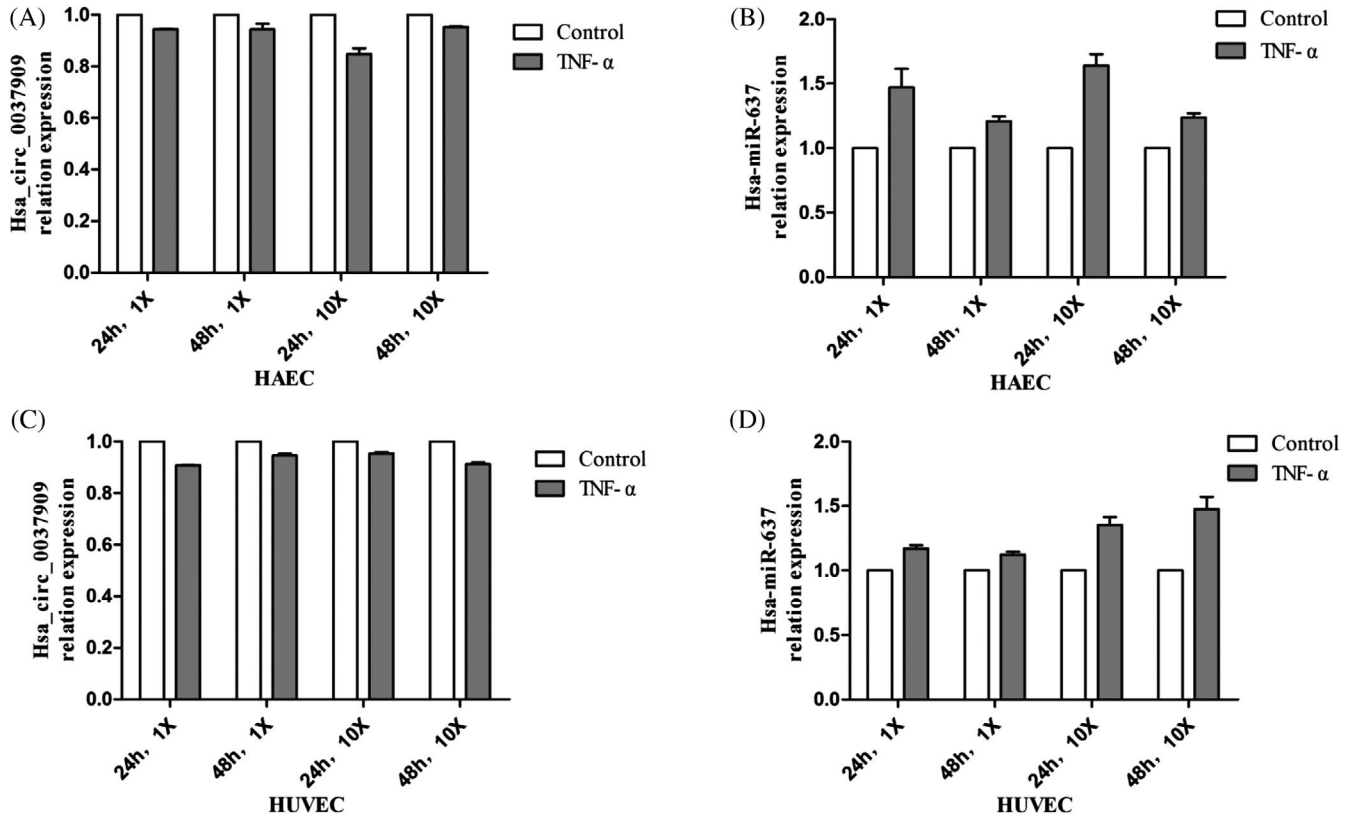 (A)
Hsa_circ_0037909
relation expression
1.0
0.8
0.6
0.4
0.2
0.0
24h, 1X
48h, 1X
24h, 10X
48h, 10X
HAEC
Control
TNF- α
(B)
Hsa-miR-637
relation expression
2.0
1.5
1.0
0.5
0.0
24h, 1X
48h, 1X
24h, 10X
48h, 10X
HAEC
Control
TNF- α
(C)
Hsa_circ_0037909
relation expression
1.0
0.8
0.6
0.4
0.2
0.0
24h, 1X
48h, 1X
24h, 10X
48h, 10X
HUVEC
Control
TNF- α
(D)
Hsa-miR-637
relation expression
2.0
1.5
1.0
0.5
0.0
24h, 1X
48h, 1X
24h, 10X
48h, 10X
HUVEC
Control
TNF- α